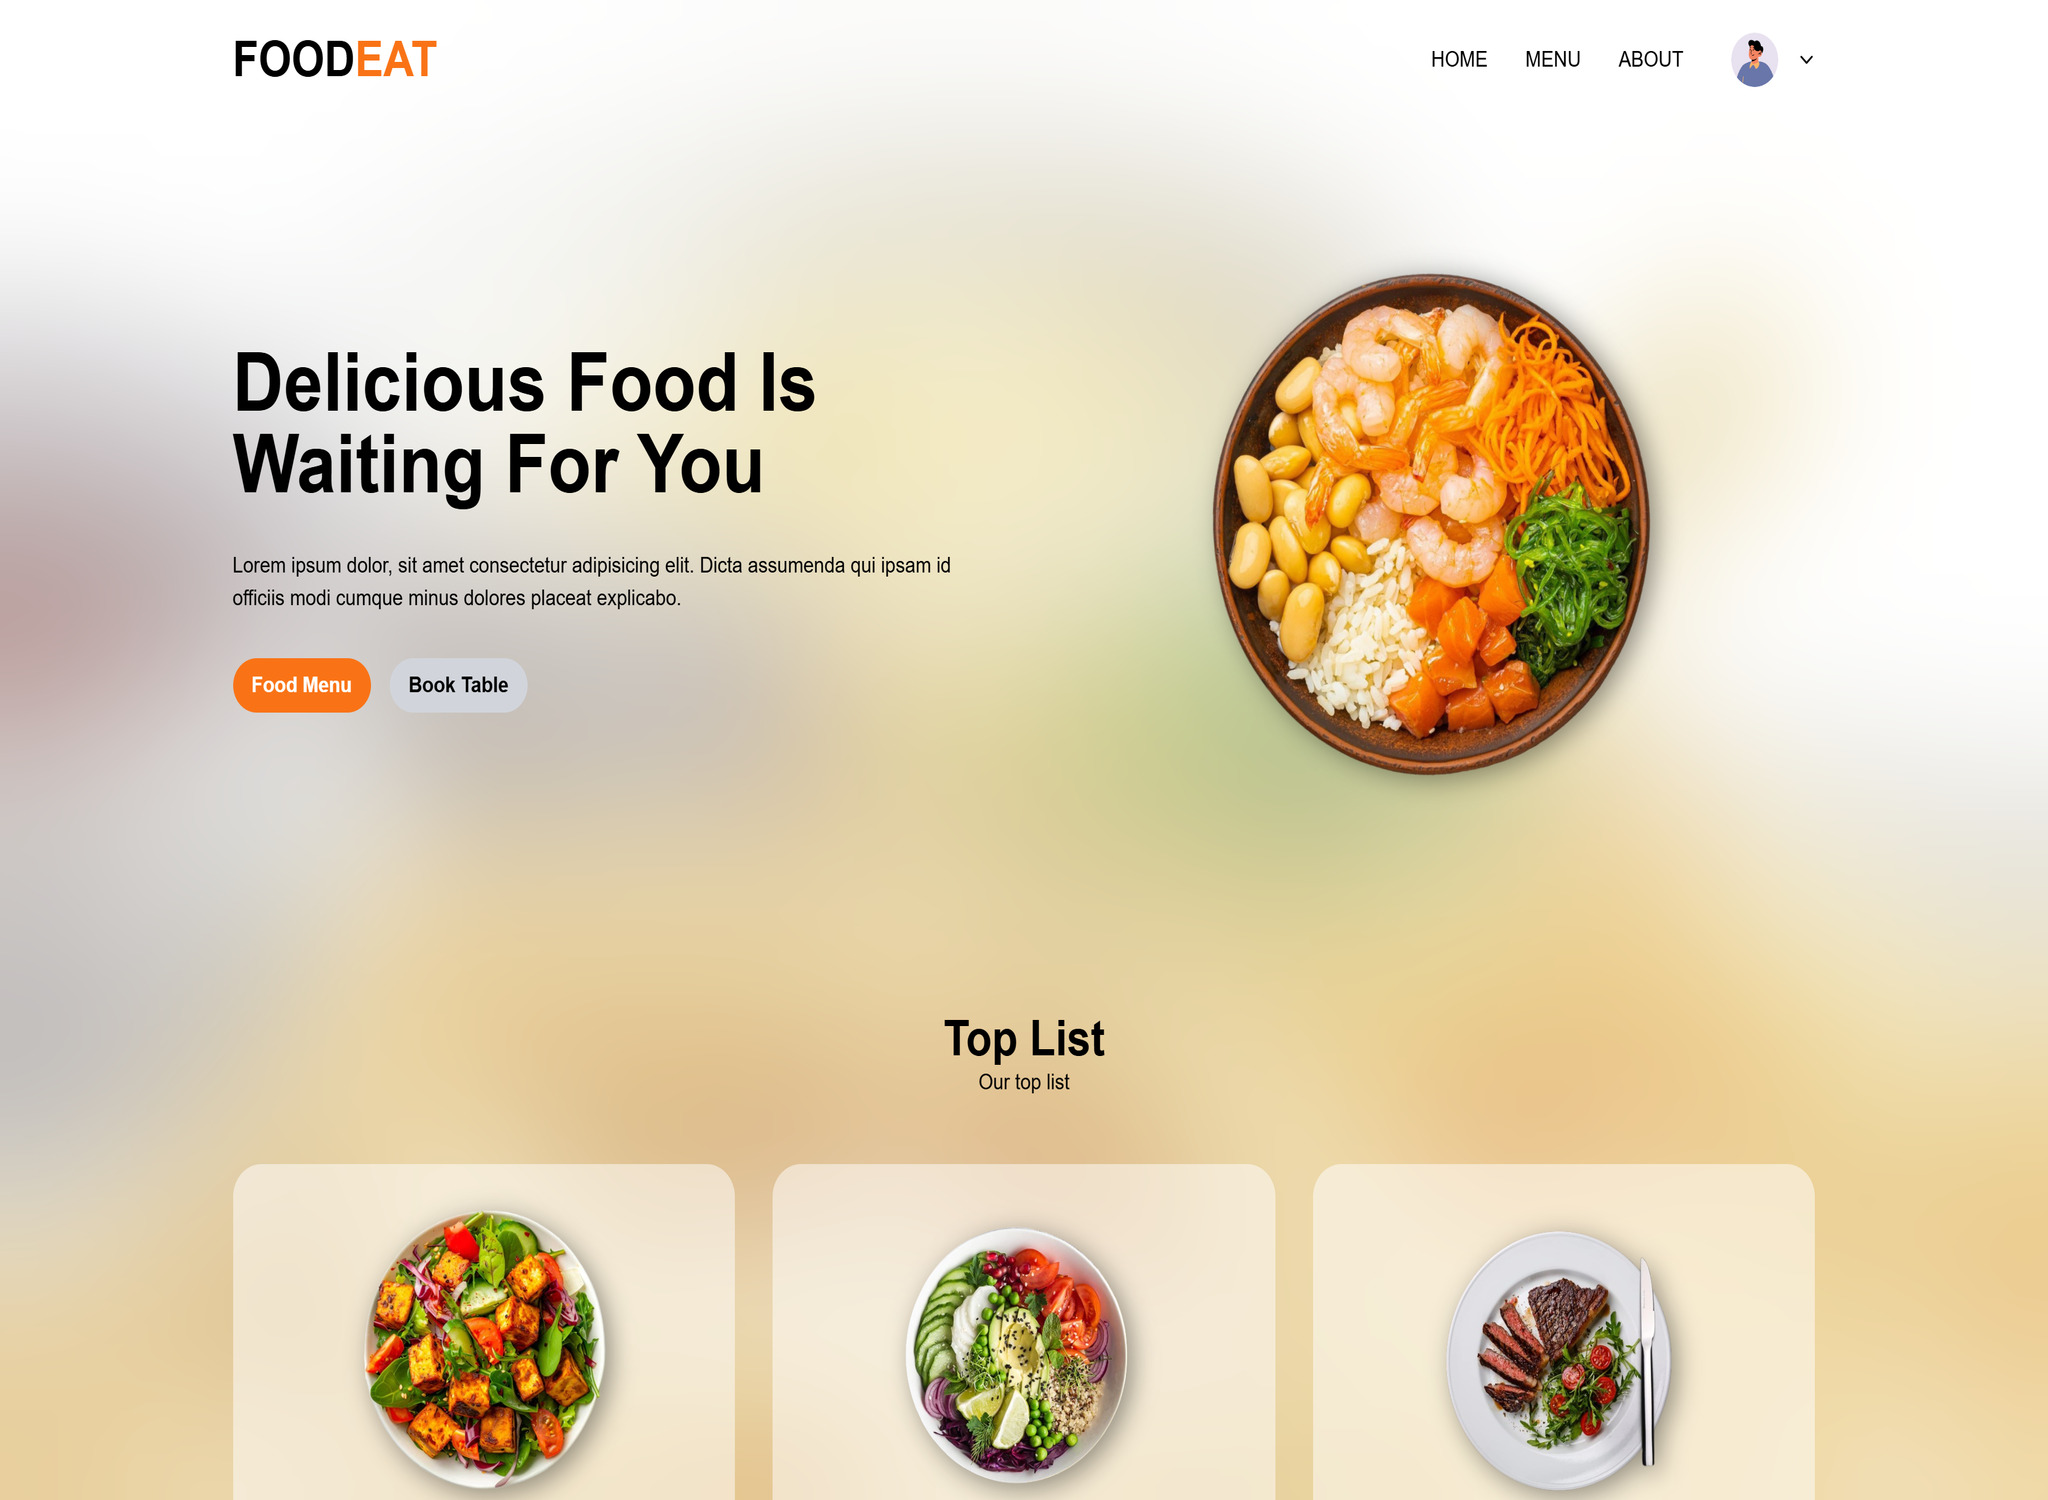 FOODEAT
HOME MENU ABOUT
Delicious Food Is
Waiting For You
Lorem ipsum dolor, sit amet consectetur adipisicing elit. Dicta assumenda qui ipsam id
officiis modi cumque minus dolores placeat explicabo.
Food Menu Book Table
Top List
Our top list